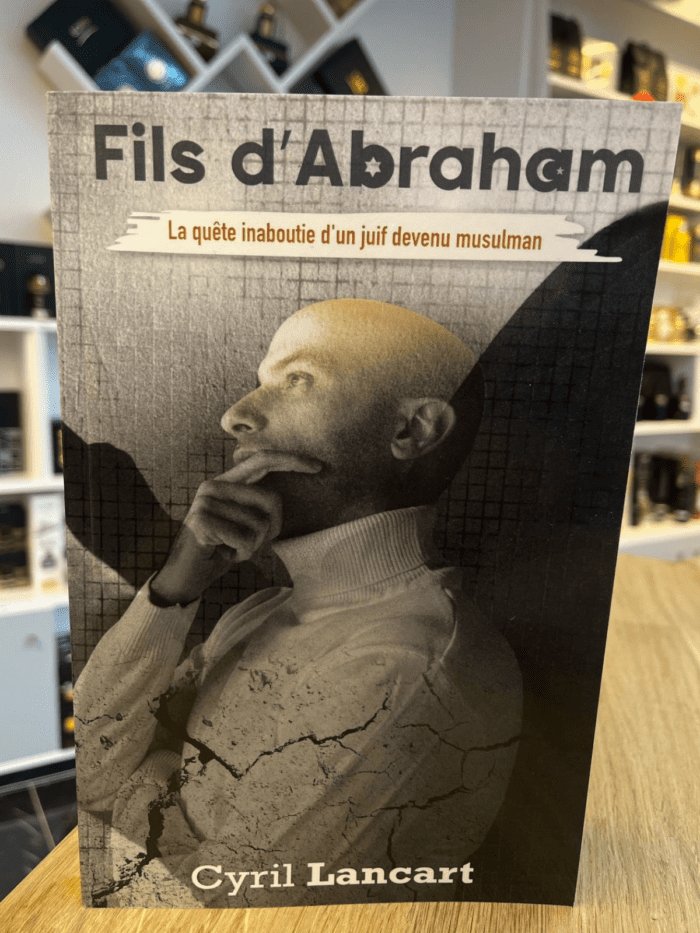 Fils d'Abraham
La quête inaboutie d'un juif devenu musulman
Cyril Lancart